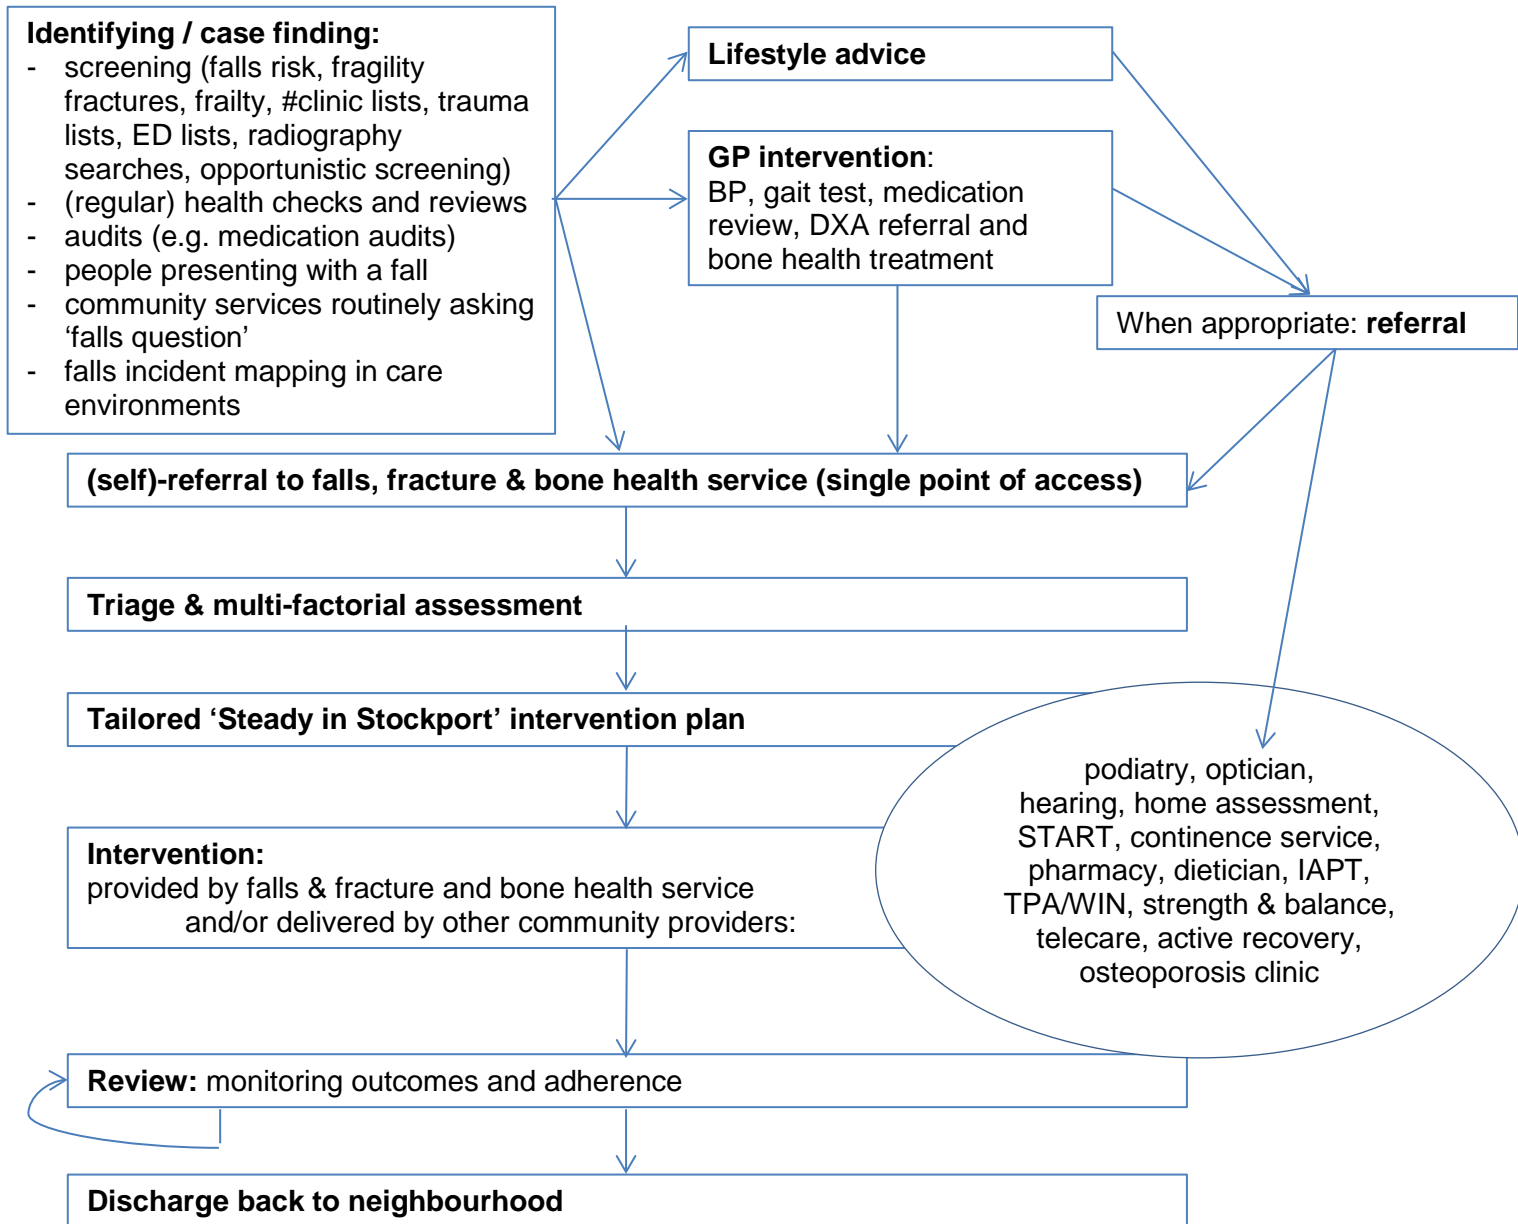 Identifying / case finding:
- screening (falls risk, fragility
fractures, frailty, #clinic lists, trauma
lists, ED lists, radiography
searches, opportunistic screening)
- (regular) health checks and reviews
- audits (e.g. medication audits)
- people presenting with a fall
- community services routinely asking
‘falls question’
- falls incident mapping in care
environments
Lifestyle advice
GP intervention:
BP, gait test, medication
review, DXA referral and
bone health treatment
When appropriate: referral
(self)-referral to falls, fracture & bone health service (single point of access)
Triage & multi-factorial assessment
Tailored ‘Steady in Stockport’ intervention plan
Intervention:
provided by falls & fracture and bone health service
and/or delivered by other community providers:
podiatry, optician,
hearing, home assessment,
START, continence service,
pharmacy, dietician, IAPT,
TPA/WIN, strength & balance,
telecare, active recovery,
osteoporosis clinic
Review: monitoring outcomes and adherence
Discharge back to neighbourhood